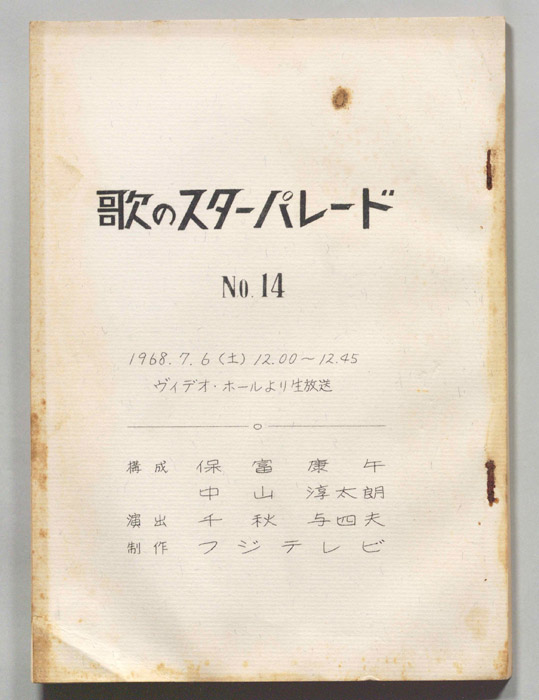 歌のスターパレード
No. 14
1968.7.6(土)12.00〜12.45
ヴィデオ・ホールより生放送
構成 保富康午
中山淳太朗
演出 千秋与四夫
制作 フジテレビ